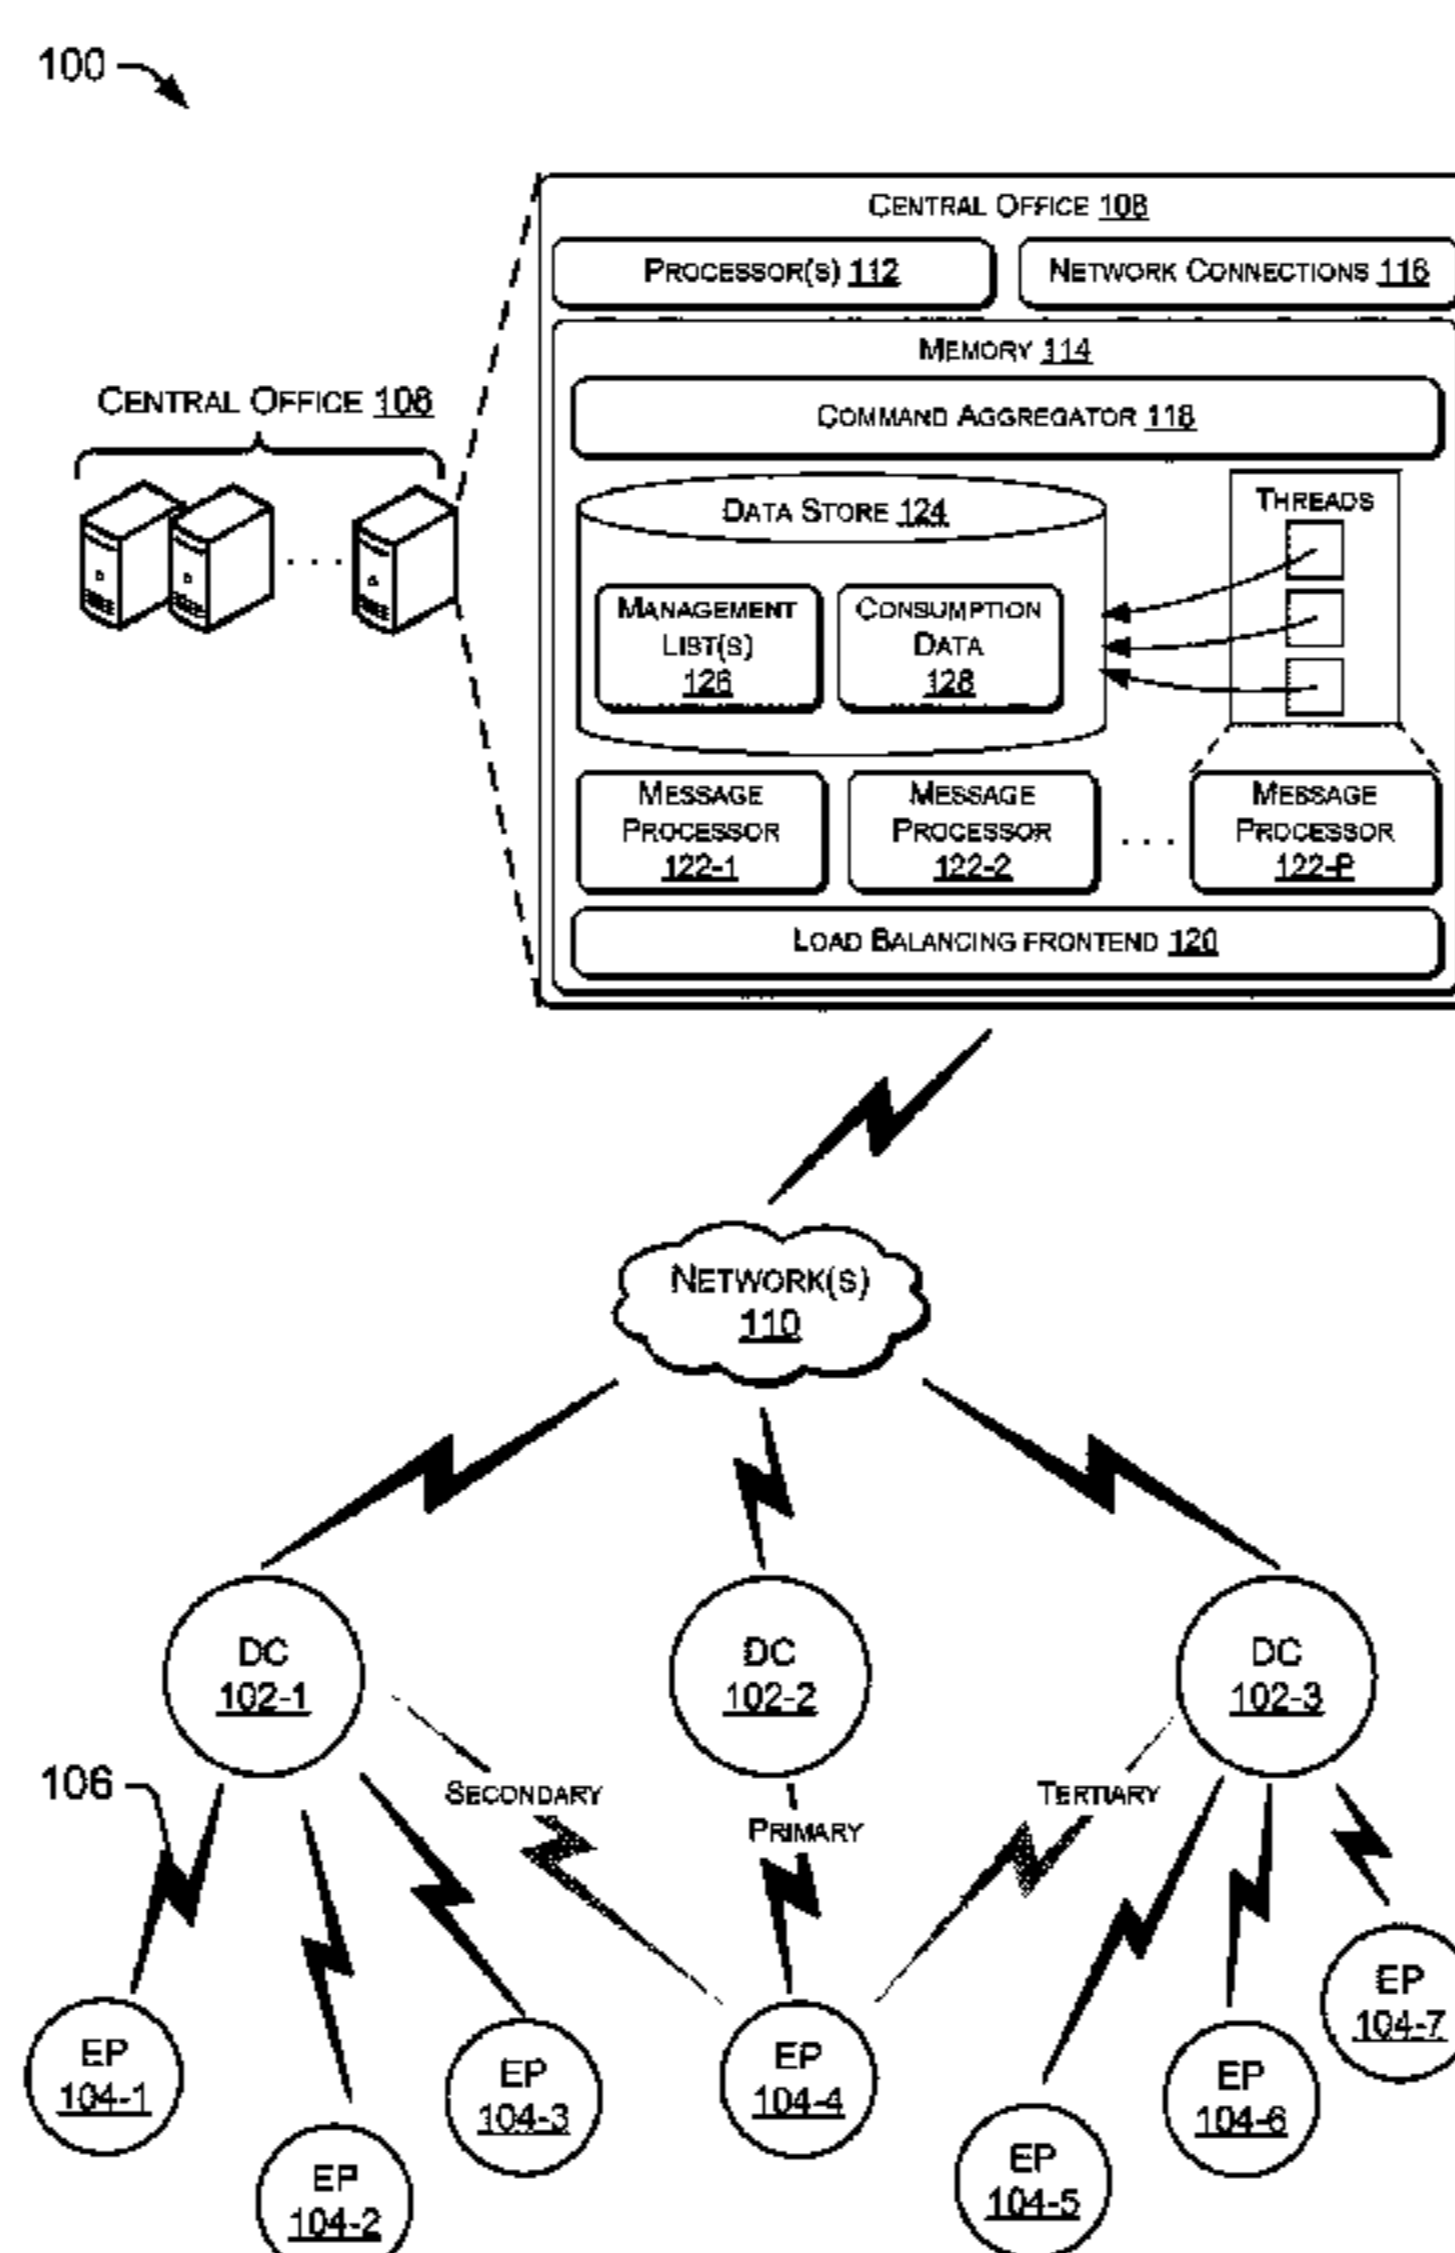 100
CENTRAL OFFICE 108
PROCESSOR(S) 112
NETWORK CONNECTIONS 116
MEMORY 114
CENTRAL OFFICE 108
COMMAND AGGREGATOR 118
DATA STORE 124
THREADS
MANAGEMENT
LIST(S)
126
CONSUMPTION
DATA
128
MESSAGE
PROCESSOR
122-1
MESSAGE
PROCESSOR
122-2
...
MESSAGE
PROCESSOR
122-P
LOAD BALANCING FRONTEND 120
NETWORK(S)
110
DC
102-1
DC
102-2
DC
102-3
106
SECONDARY
PRIMARY
TERTIARY
EP
104-1
EP
104-2
EP
104-3
EP
104-4
EP
104-5
EP
104-6
EP
104-7